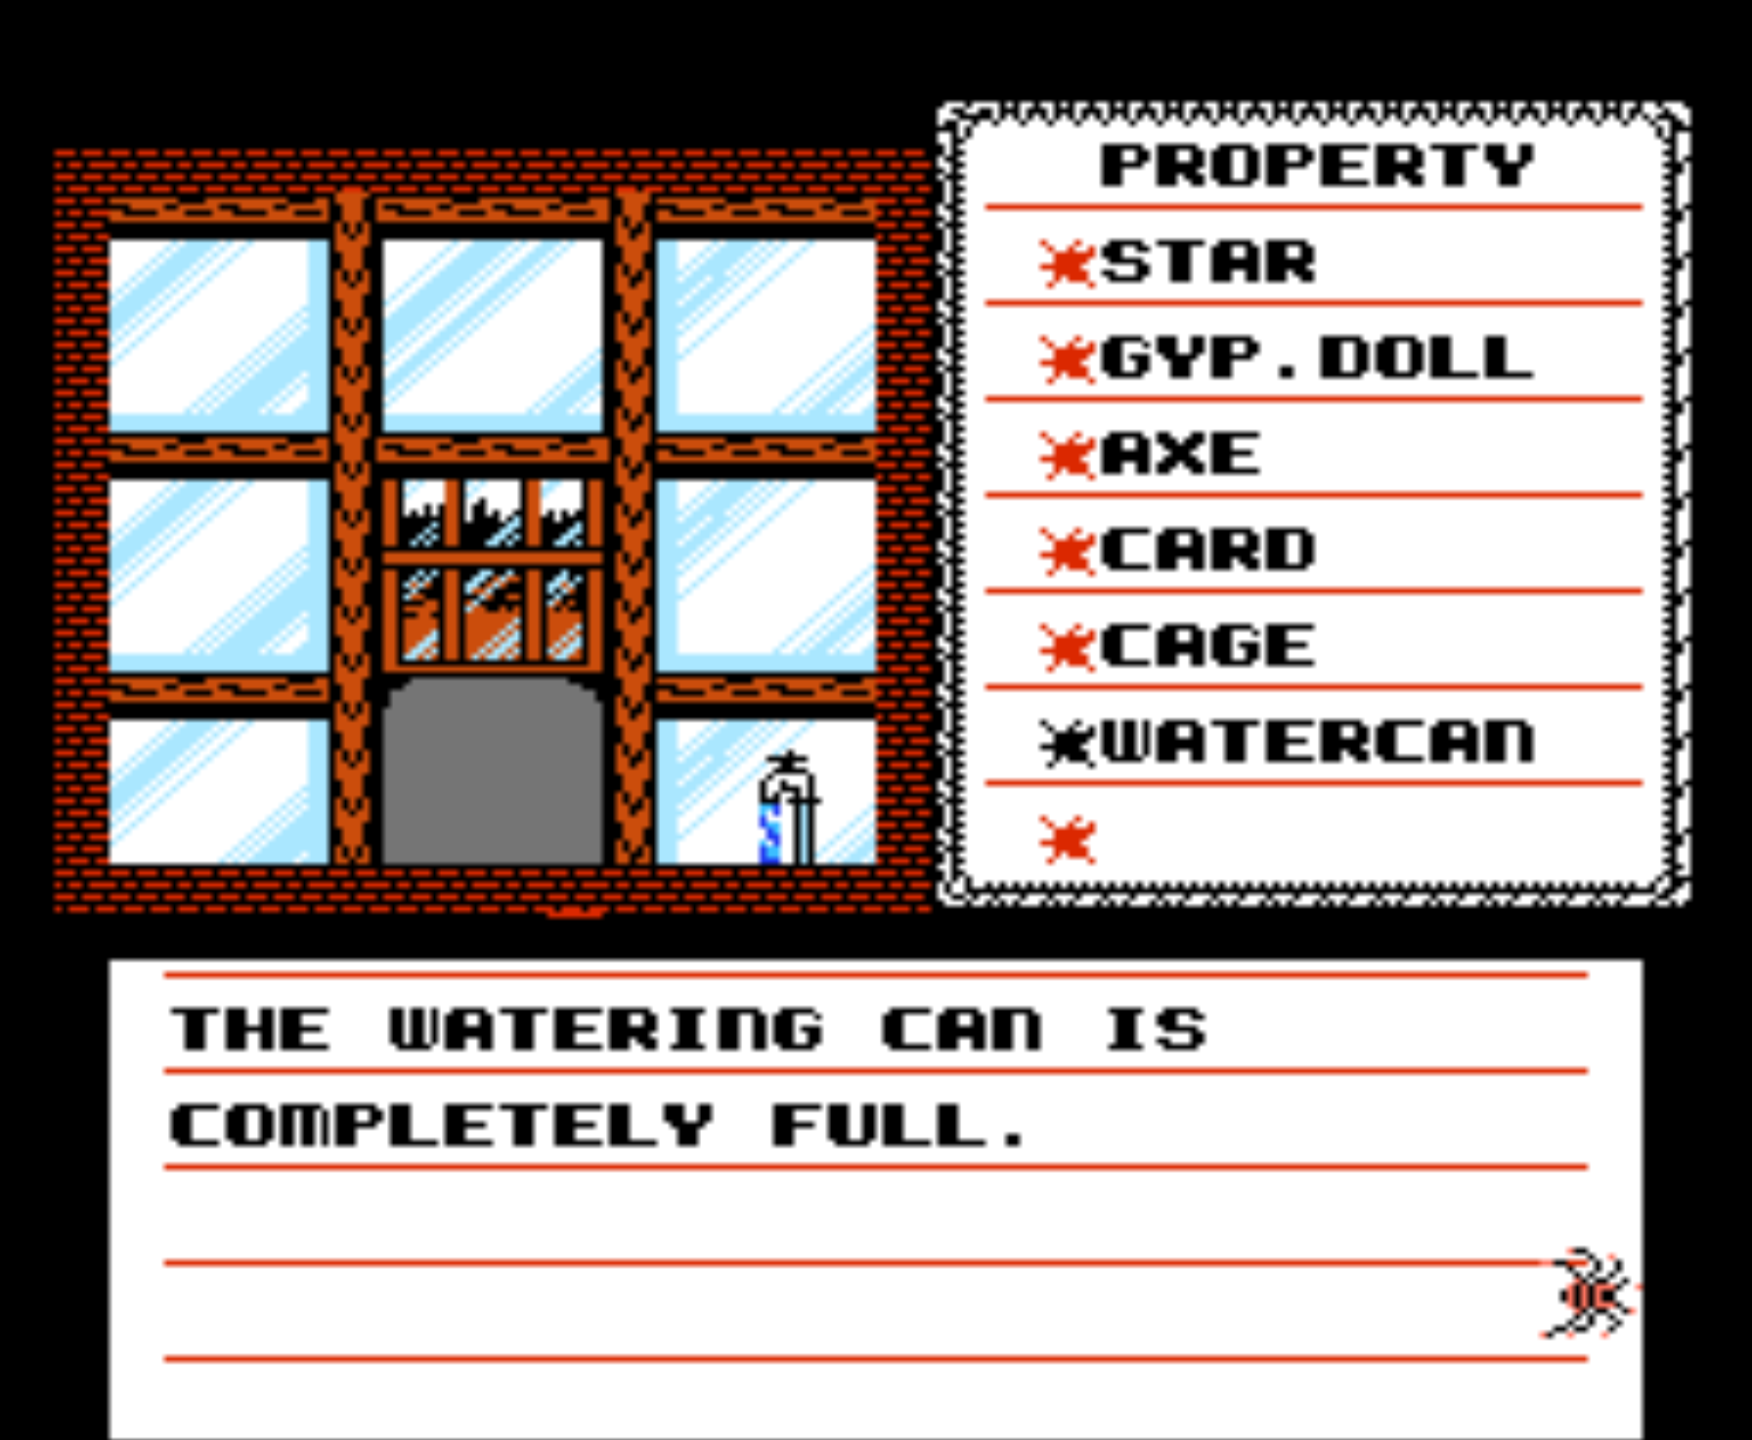 PROPERTY
STAR
GYP.DOLL
AXE
CARD
CAGE
WATERCAN
THE WATERING CAN IS
COMPLETELY FULL.